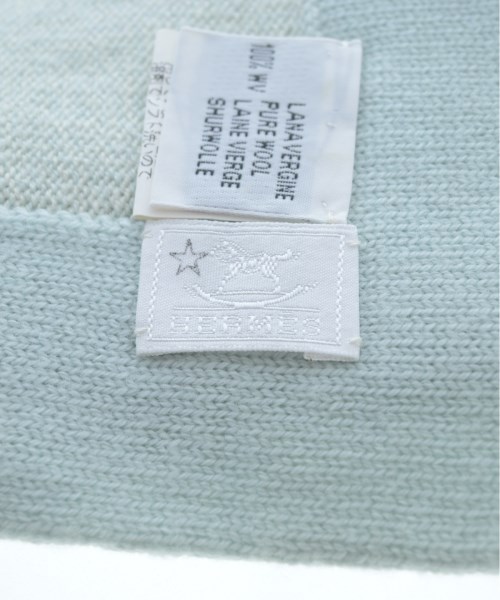 100% WV
LANA VERGINE
PURE WOOL
LAINE VIERGE
SHURWOLLE
HERMES